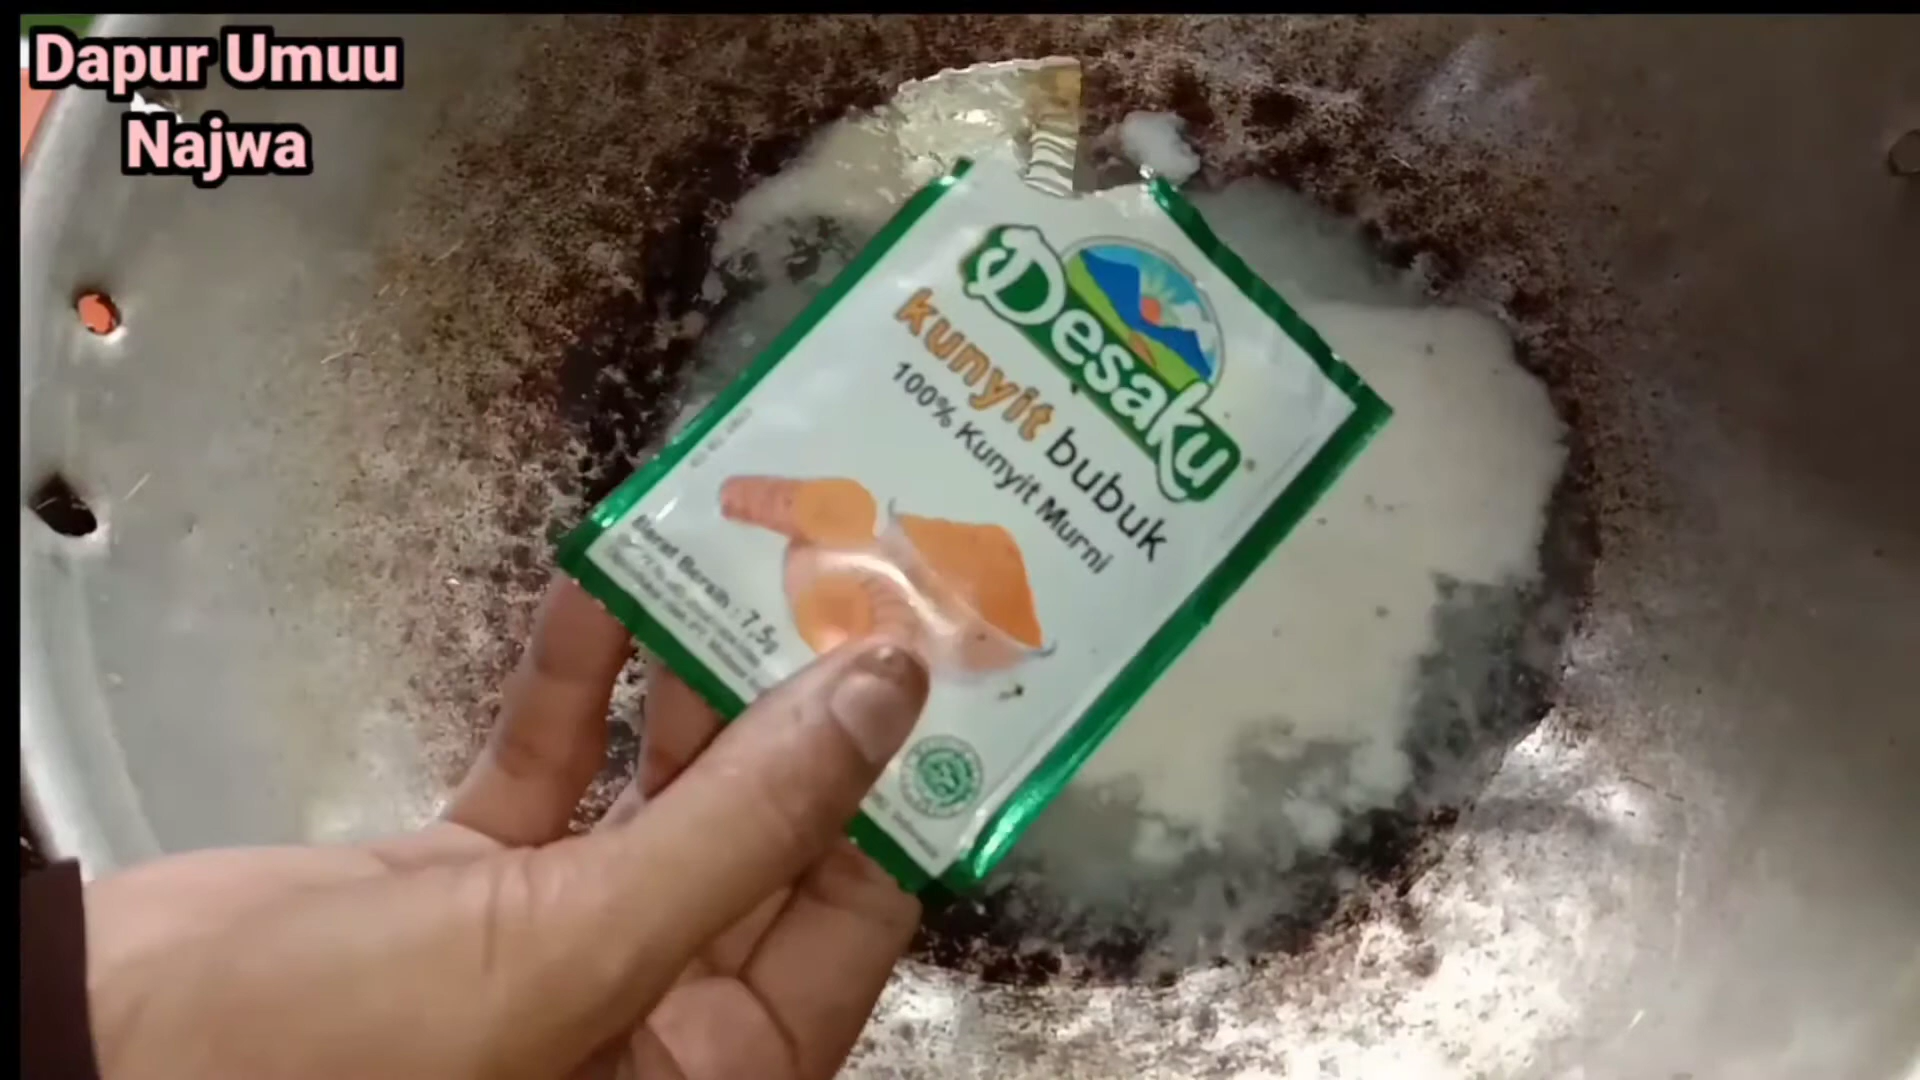 Dapur Umuu
Najwa
Desaku
kunyit bubuk
100% Kunyit Murni
Berat Bersih : 7,5g